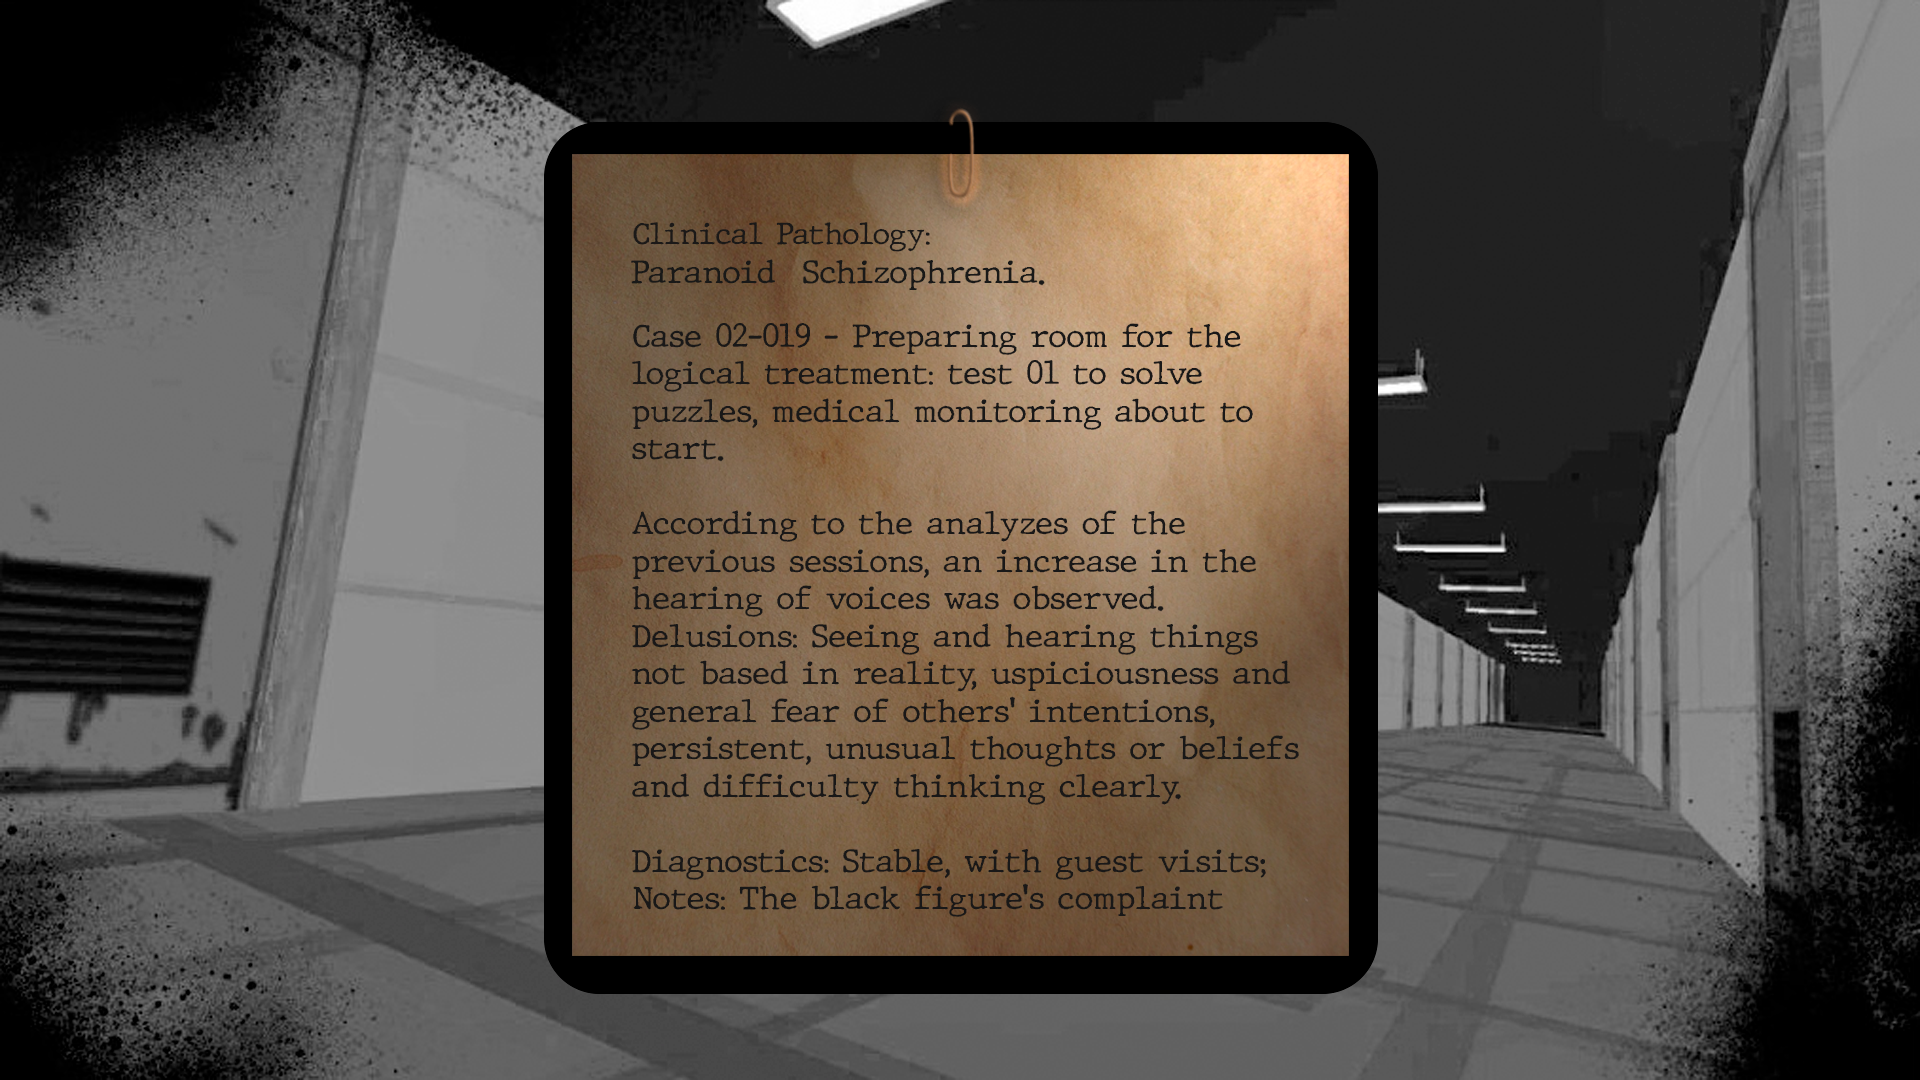 Clinical Pathology:
Paranoid Schizophrenia.
Case 02-019 - Preparing room for the
logical treatment: test 01 to solve
puzzles, medical monitoring about to
start.
According to the analyzes of the
previous sessions, an increase in the
hearing of voices was observed.
Delusions: Seeing and hearing things
not based in reality, uspiciousness and
general fear of others' intentions,
persistent, unusual thoughts or beliefs
and difficulty thinking clearly.
Diagnostics: Stable, with guest visits;
Notes: The black figure's complaint